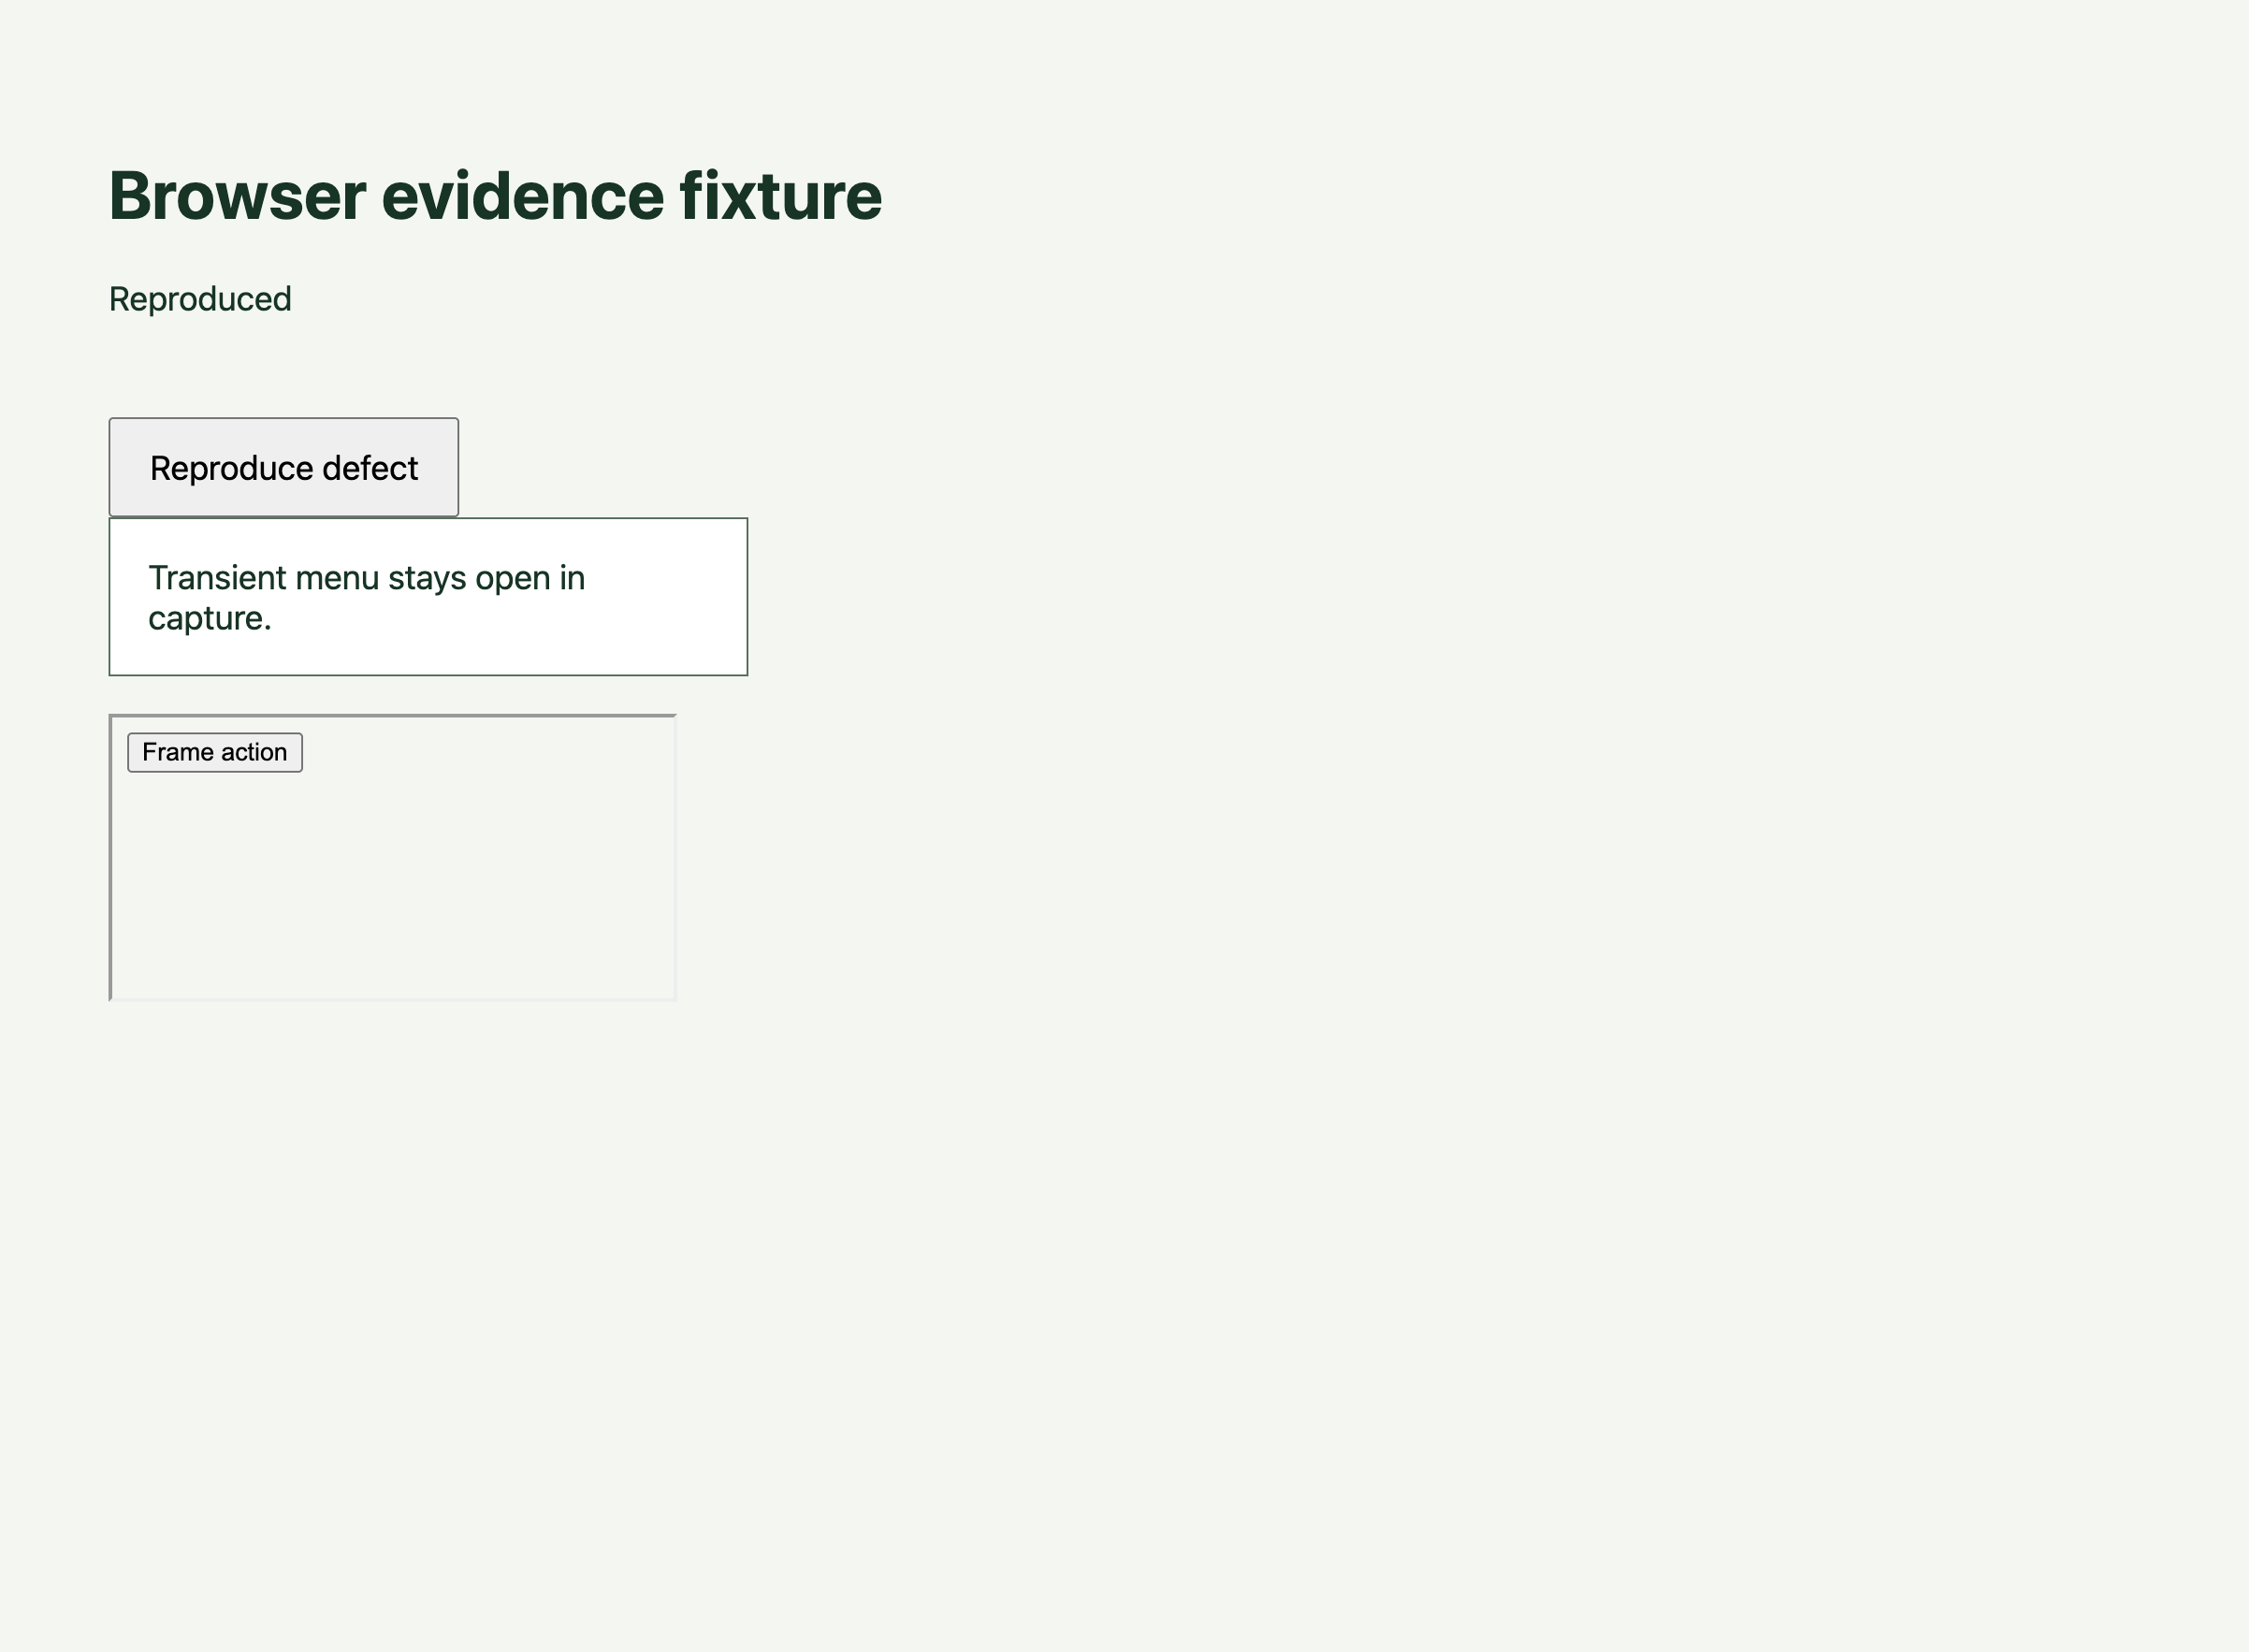 Browser evidence fixture
Reproduced
Reproduce defect
Transient menu stays open in
capture.
Frame action